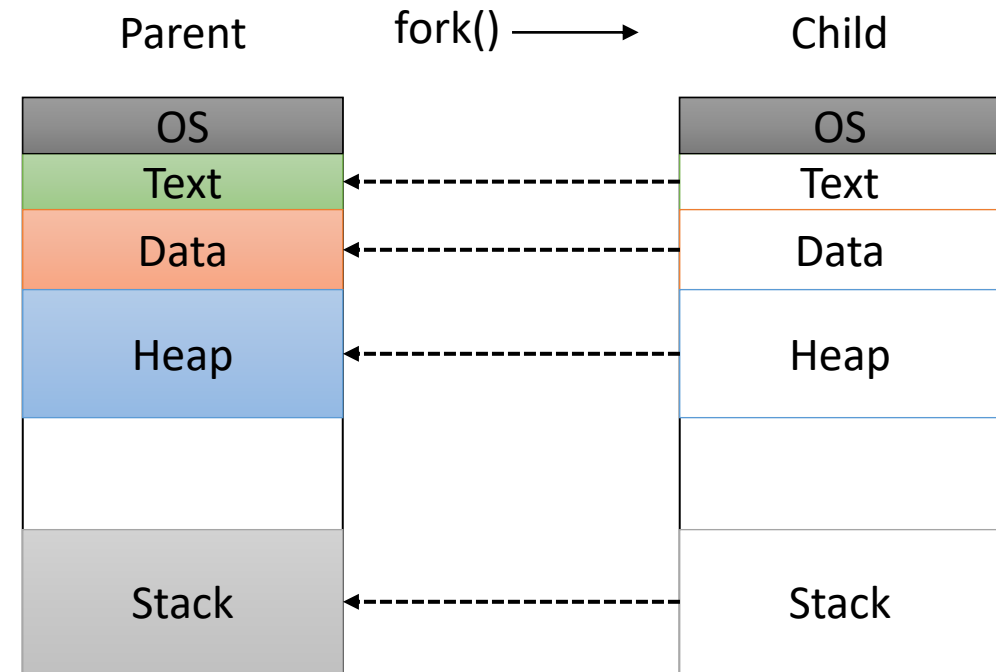 Parent fork() Child
OS OS
Text Text
Data Data
Heap Heap
Stack Stack